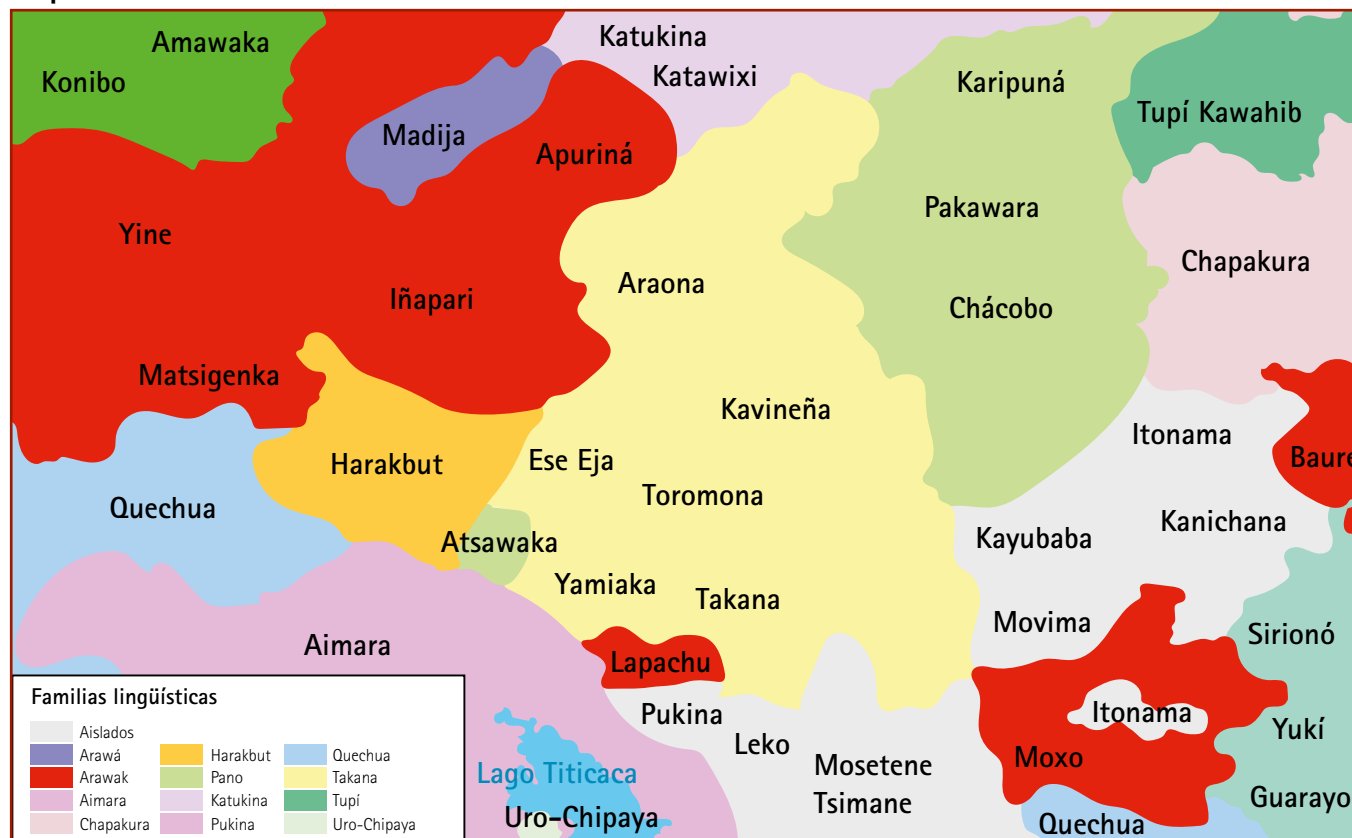 Amawaka
Konibo
Katukina
Katawixi
Karipuná
Tupí Kawahib
Madija
Apuriná
Yine
Pakawara
Chapakura
Araona
Iñapari
Chácobo
Matsigenka
Kavineña
Itonama
Harakbut
Ese Eja
Baure
Quechua
Toromona
Kanichana
Atsawaka
Kayubaba
Yamiaka
Takana
Movima
Aimara
Lapachu
Sirionó
Pukina
Itonama
Leko
Yukí
Moxo
Mosetene
Tsimane
Lago Titicaca
Guarayo
Uro-Chipaya
Quechua
Familias lingüísticas
Aislados
Arawá
Arawak
Aimara
Chapakura
Harakbut
Pano
Katukina
Pukina
Quechua
Takana
Tupí
Uro-Chipaya